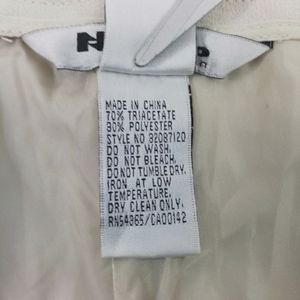 MADE IN CHINA
70% TRIACETATE
30% POLYESTER
STYLE NO 32087120
DO NOT WASH.
DO NOT BLEACH.
DO NOT TUMBLE DRY.
IRON AT LOW
TEMPERATURE.
DRY CLEAN ONLY.
RN54365/CA00142